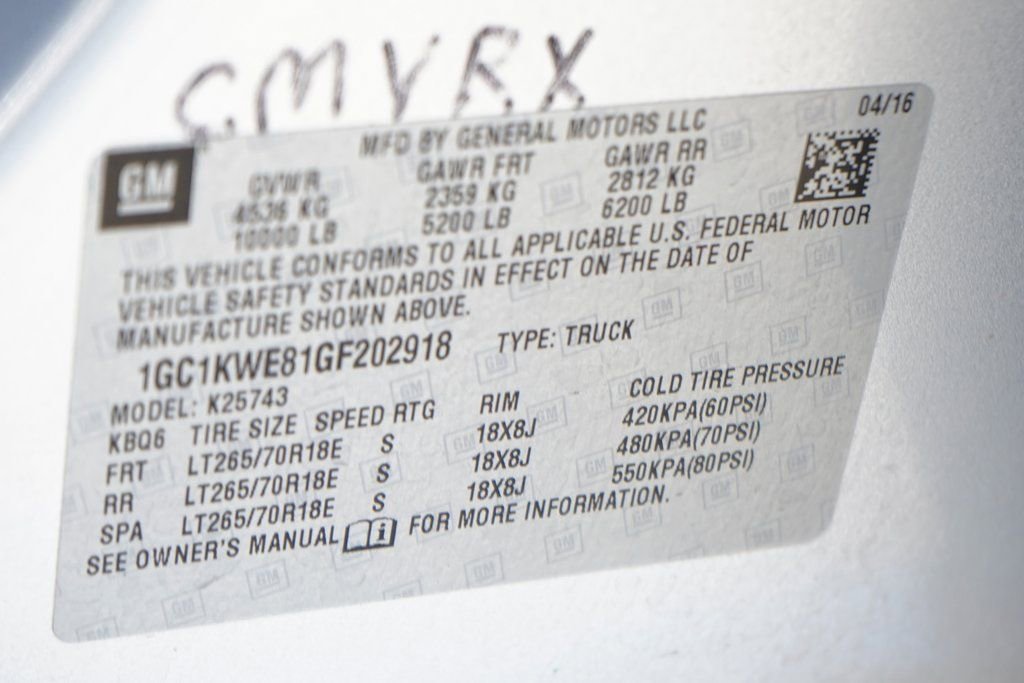 CMVRX
04/16
MFD BY GENERAL MOTORS LLC
GM
GVWR GAWR FRT GAWR RR
4536 KG 2359 KG 2812 KG
10000 LB 5200 LB 6200 LB
THIS VEHICLE CONFORMS TO ALL APPLICABLE U.S. FEDERAL MOTOR
VEHICLE SAFETY STANDARDS IN EFFECT ON THE DATE OF
MANUFACTURE SHOWN ABOVE.
1GC1KWE81GF202918 TYPE: TRUCK
MODEL: K25743
KBQ6 TIRE SIZE SPEED RTG RIM COLD TIRE PRESSURE
FRT LT265/70R18E S 18X8J 420KPA(60PSI)
RR LT265/70R18E S 18X8J 480KPA(70PSI)
SPA LT265/70R18E S 18X8J 550KPA(80PSI)
SEE OWNER'S MANUAL i FOR MORE INFORMATION.